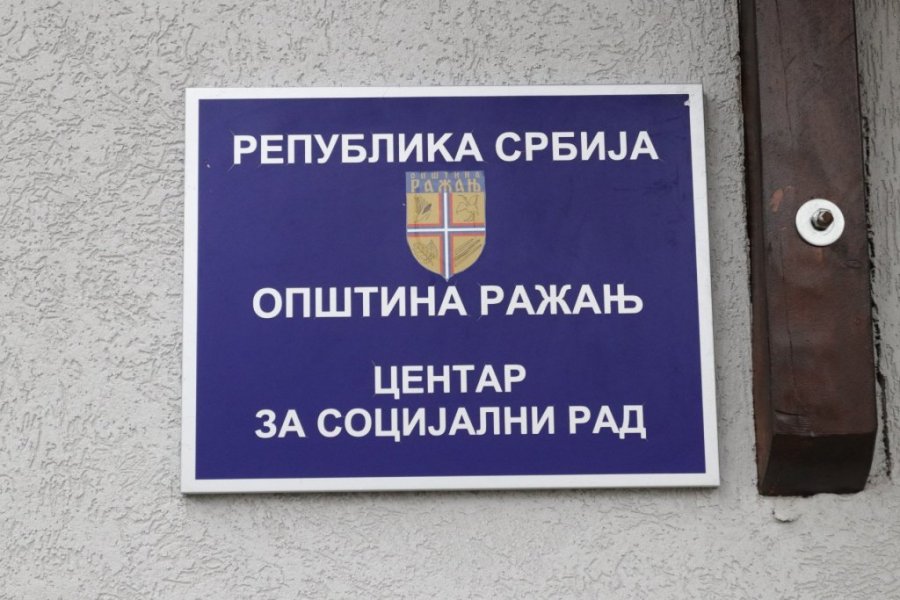 РЕПУБЛИКА СРБИЈА
ОПШТИНА
РАЖАЊ
ОПШТИНА РАЖАЊ
ЦЕНТАР
ЗА СОЦИЈАЛНИ РАД